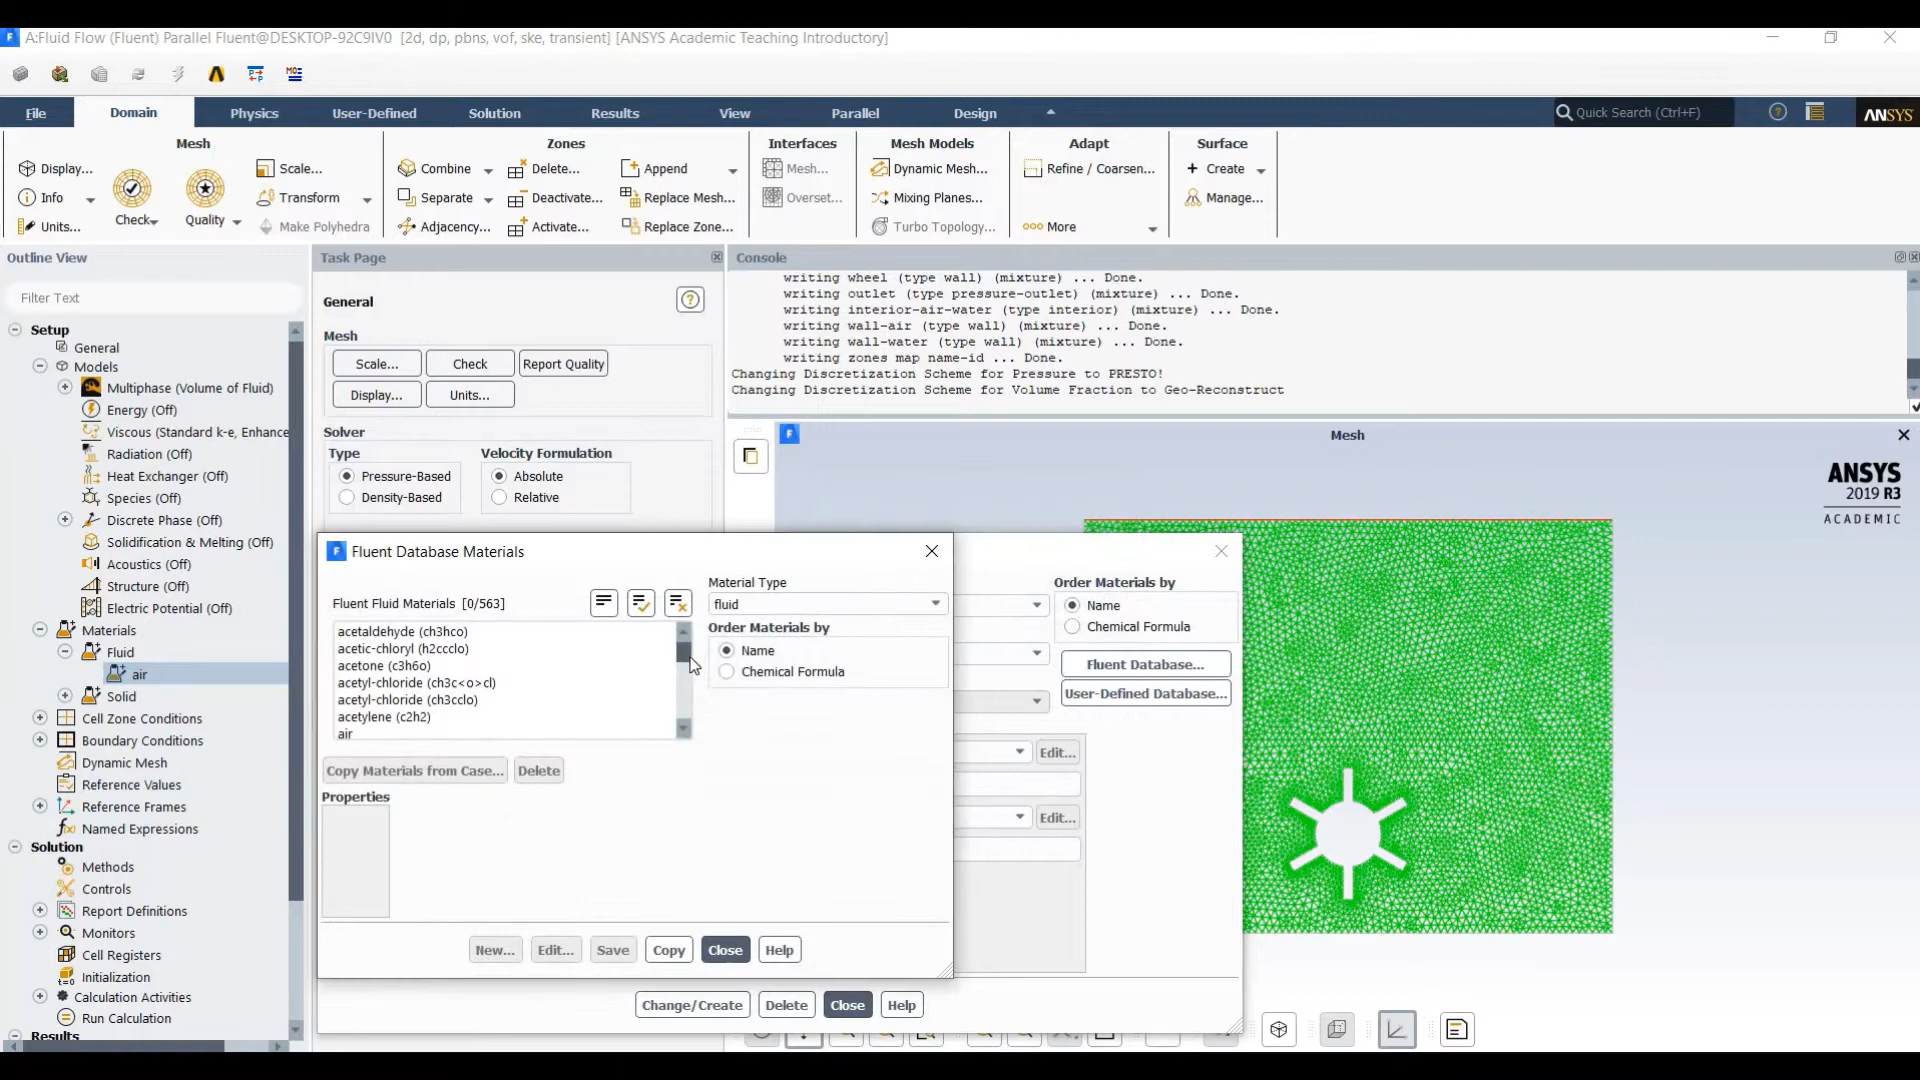 A:Fluid Flow (Fluent) Parallel Fluent@DESKTOP-92C9IV0 [2d, dp, pbns, vof, ske, transient] [ANSYS Academic Teaching Introductory]
File Domain Physics User-Defined Solution Results View Parallel Design Quick Search (Ctrl+F) ANSYS
Mesh Zones Interfaces Mesh Models Adapt Surface
Display... Scale... Combine Delete... Append Mesh... Dynamic Mesh... Refine / Coarsen... Create
Info Check Quality Transform Separate Deactivate... Replace Mesh... Overset... Mixing Planes... Manage...
Units... Make Polyhedra Adjacency... Activate... Replace Zone... Turbo Topology... More
Outline View
Filter Text
Setup
General
Models
Multiphase (Volume of Fluid)
Energy (Off)
Viscous (Standard k-e, Enhance
Radiation (Off)
Heat Exchanger (Off)
Species (Off)
Discrete Phase (Off)
Solidification & Melting (Off)
Acoustics (Off)
Structure (Off)
Electric Potential (Off)
Materials
Fluid
air
Solid
Cell Zone Conditions
Boundary Conditions
Dynamic Mesh
Reference Values
Reference Frames
Named Expressions
Solution
Methods
Controls
Report Definitions
Monitors
Cell Registers
Initialization
Calculation Activities
Run Calculation
Results
Task Page
General
Mesh
Scale... Check Report Quality
Display... Units...
Solver
Type Velocity Formulation
Pressure-Based Absolute
Density-Based Relative
Console
writing wheel (type wall) (mixture) ... Done.
writing outlet (type pressure-outlet) (mixture) ... Done.
writing interior-air-water (type interior) (mixture) ... Done.
writing wall-air (type wall) (mixture) ... Done.
writing wall-water (type wall) (mixture) ... Done.
writing zones map name-id ... Done.
Changing Discretization Scheme for Pressure to PRESTO!
Changing Discretization Scheme for Volume Fraction to Geo-Reconstruct
Mesh
ANSYS
2019 R3
ACADEMIC
Fluent Database Materials
Fluent Fluid Materials [0/563]
acetaldehyde (ch3hco)
acetic-chloryl (h2ccclo)
acetone (c3h6o)
acetyl-chloride (ch3c<o>cl)
acetyl-chloride (ch3cclo)
acetylene (c2h2)
air
Material Type
fluid
Order Materials by
Name
Chemical Formula
Copy Materials from Case... Delete
Properties
New... Edit... Save Copy Close Help
Order Materials by
Name
Chemical Formula
Fluent Database...
User-Defined Database...
Edit...
Edit...
Change/Create Delete Close Help